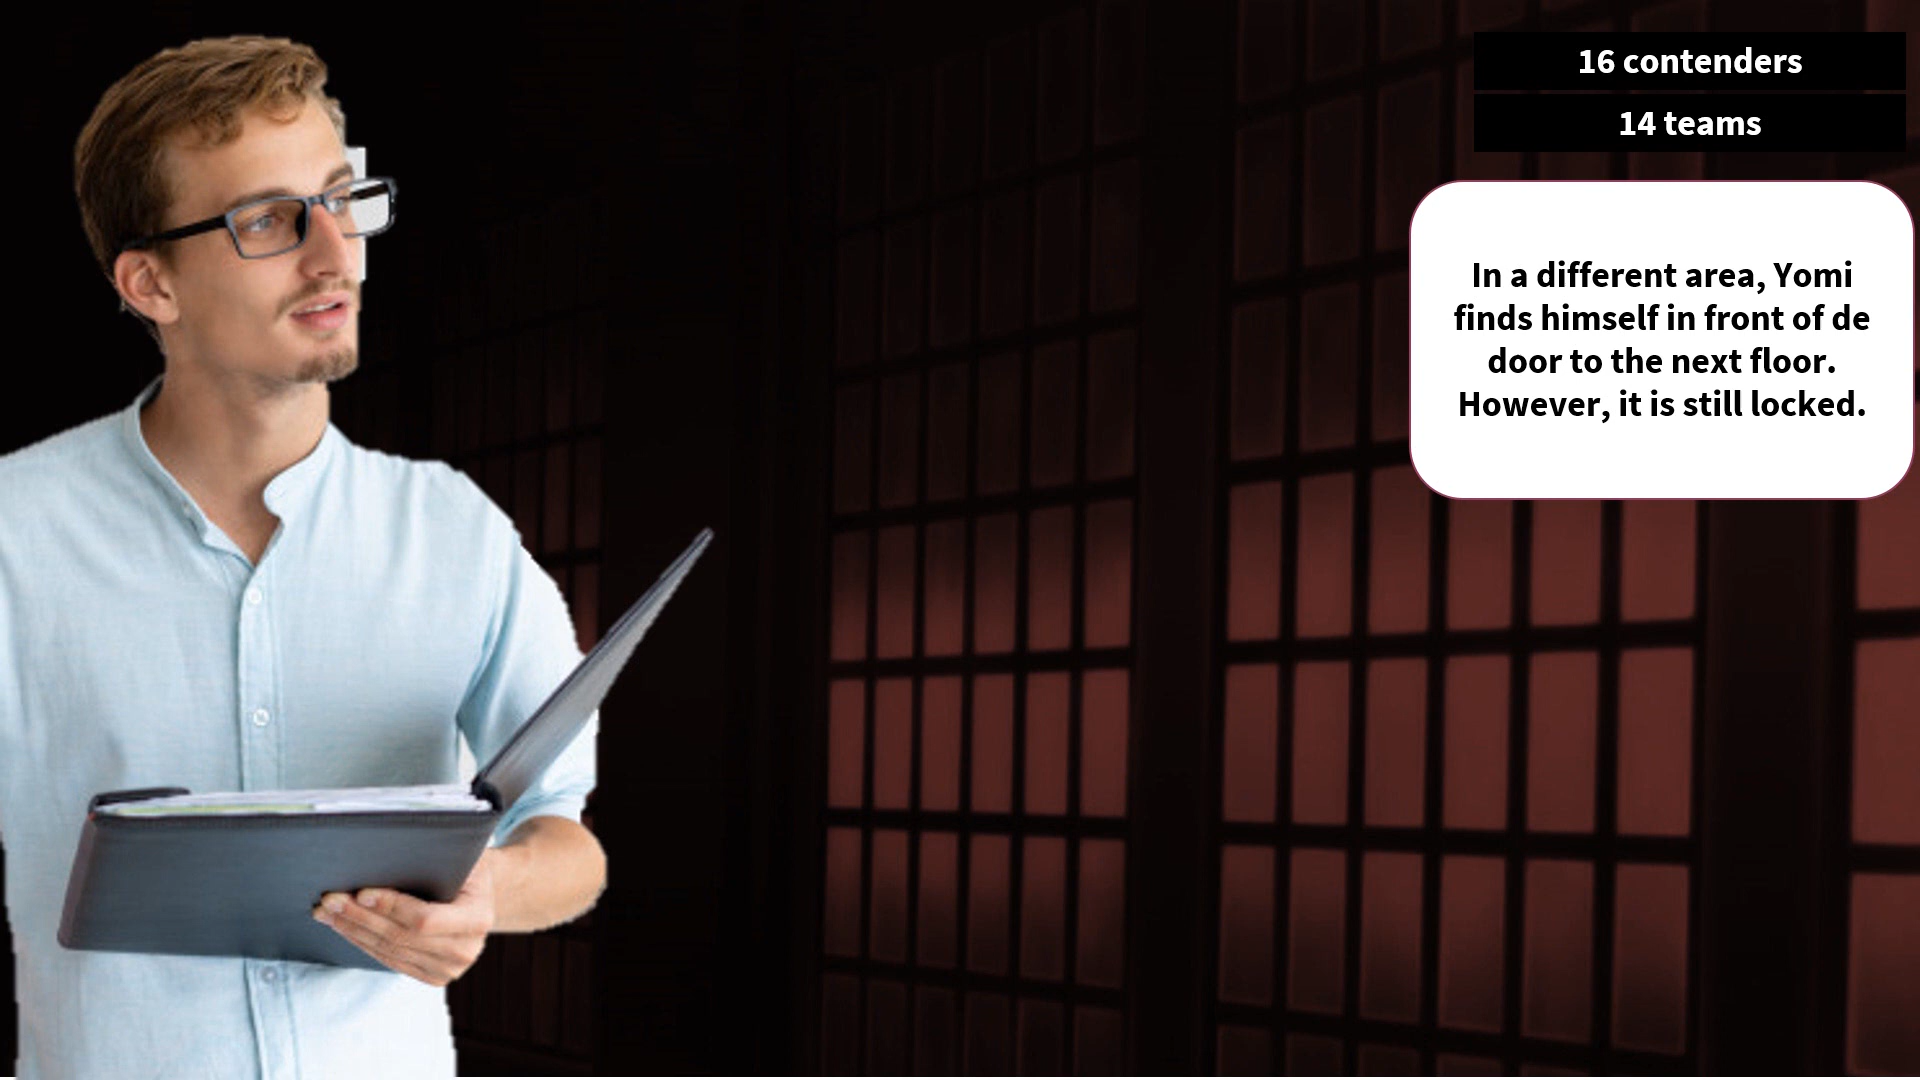 16 contenders
14 teams
In a different area, Yomi
finds himself in front of de
door to the next floor.
However, it is still locked.